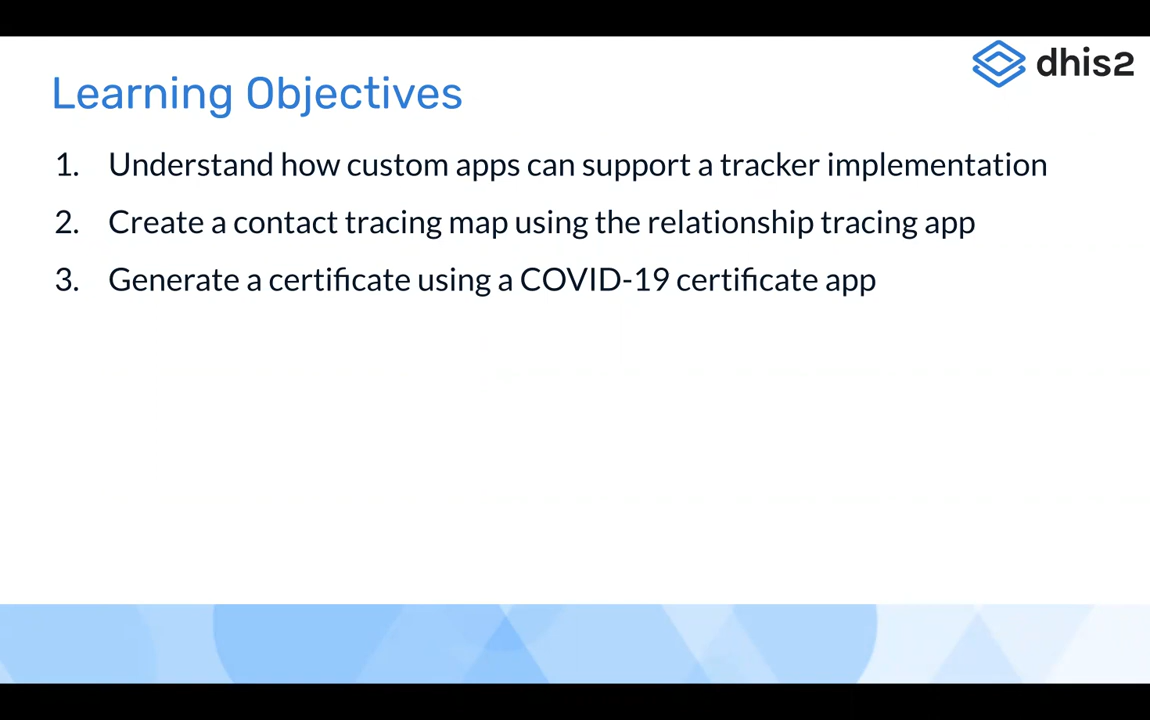 dhis2
Learning Objectives
1. Understand how custom apps can support a tracker implementation
2. Create a contact tracing map using the relationship tracing app
3. Generate a certificate using a COVID-19 certificate app